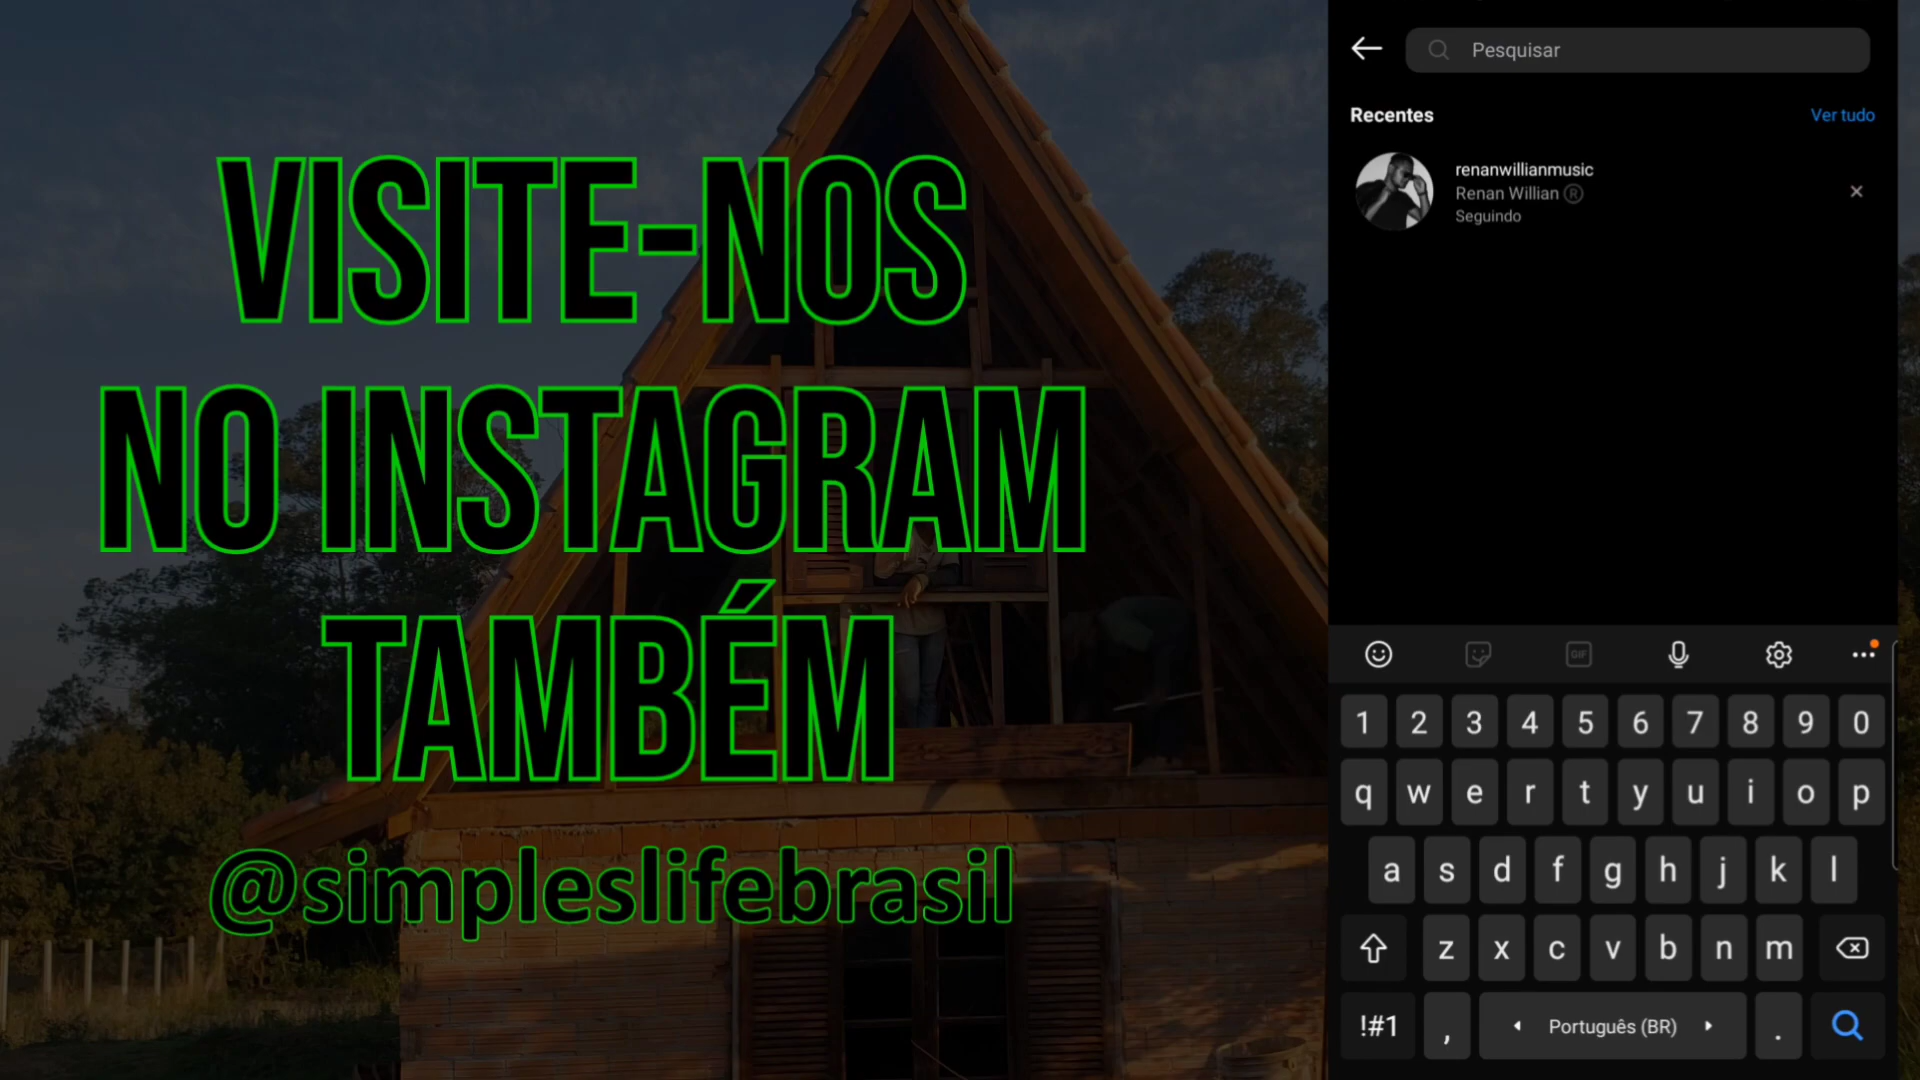 VISITE-NOS
NO INSTAGRAM
TAMBÉM
@simpleslifebrasil
Pesquisar
Recentes
Ver tudo
renanwillianmusic
Renan Willian ®
Seguindo
GIF
1 2 3 4 5 6 7 8 9 0
q w e r t y u i o p
a s d f g h j k l
z x c v b n m
!#1 , Português (BR) .